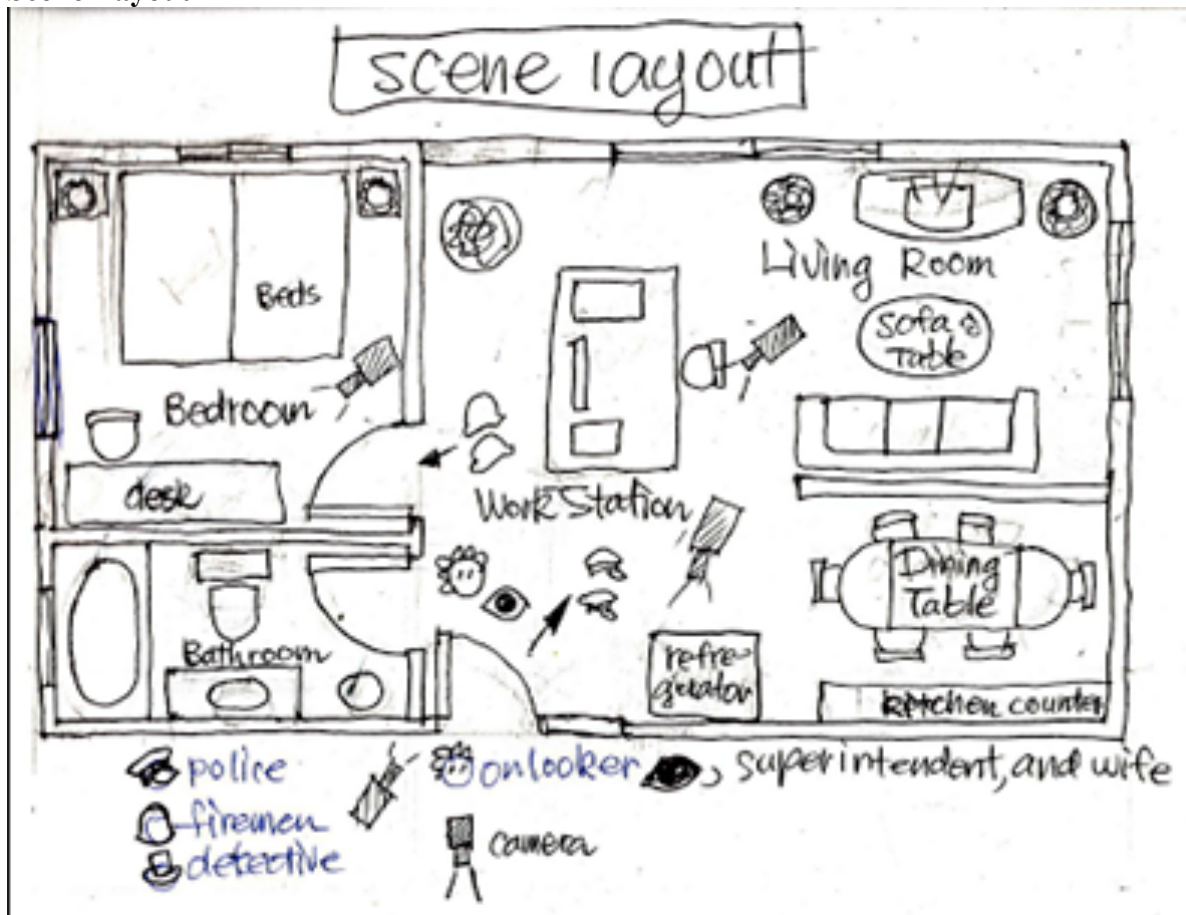 scene layout
Beds
Living Room
Sofa &
Table
Bedroom
desk
Work Station
Dining
Table
Bathroom
refre-
gerator
kitchen counter
police
onlooker
, superintendent, and wife
firemen
camera
detective